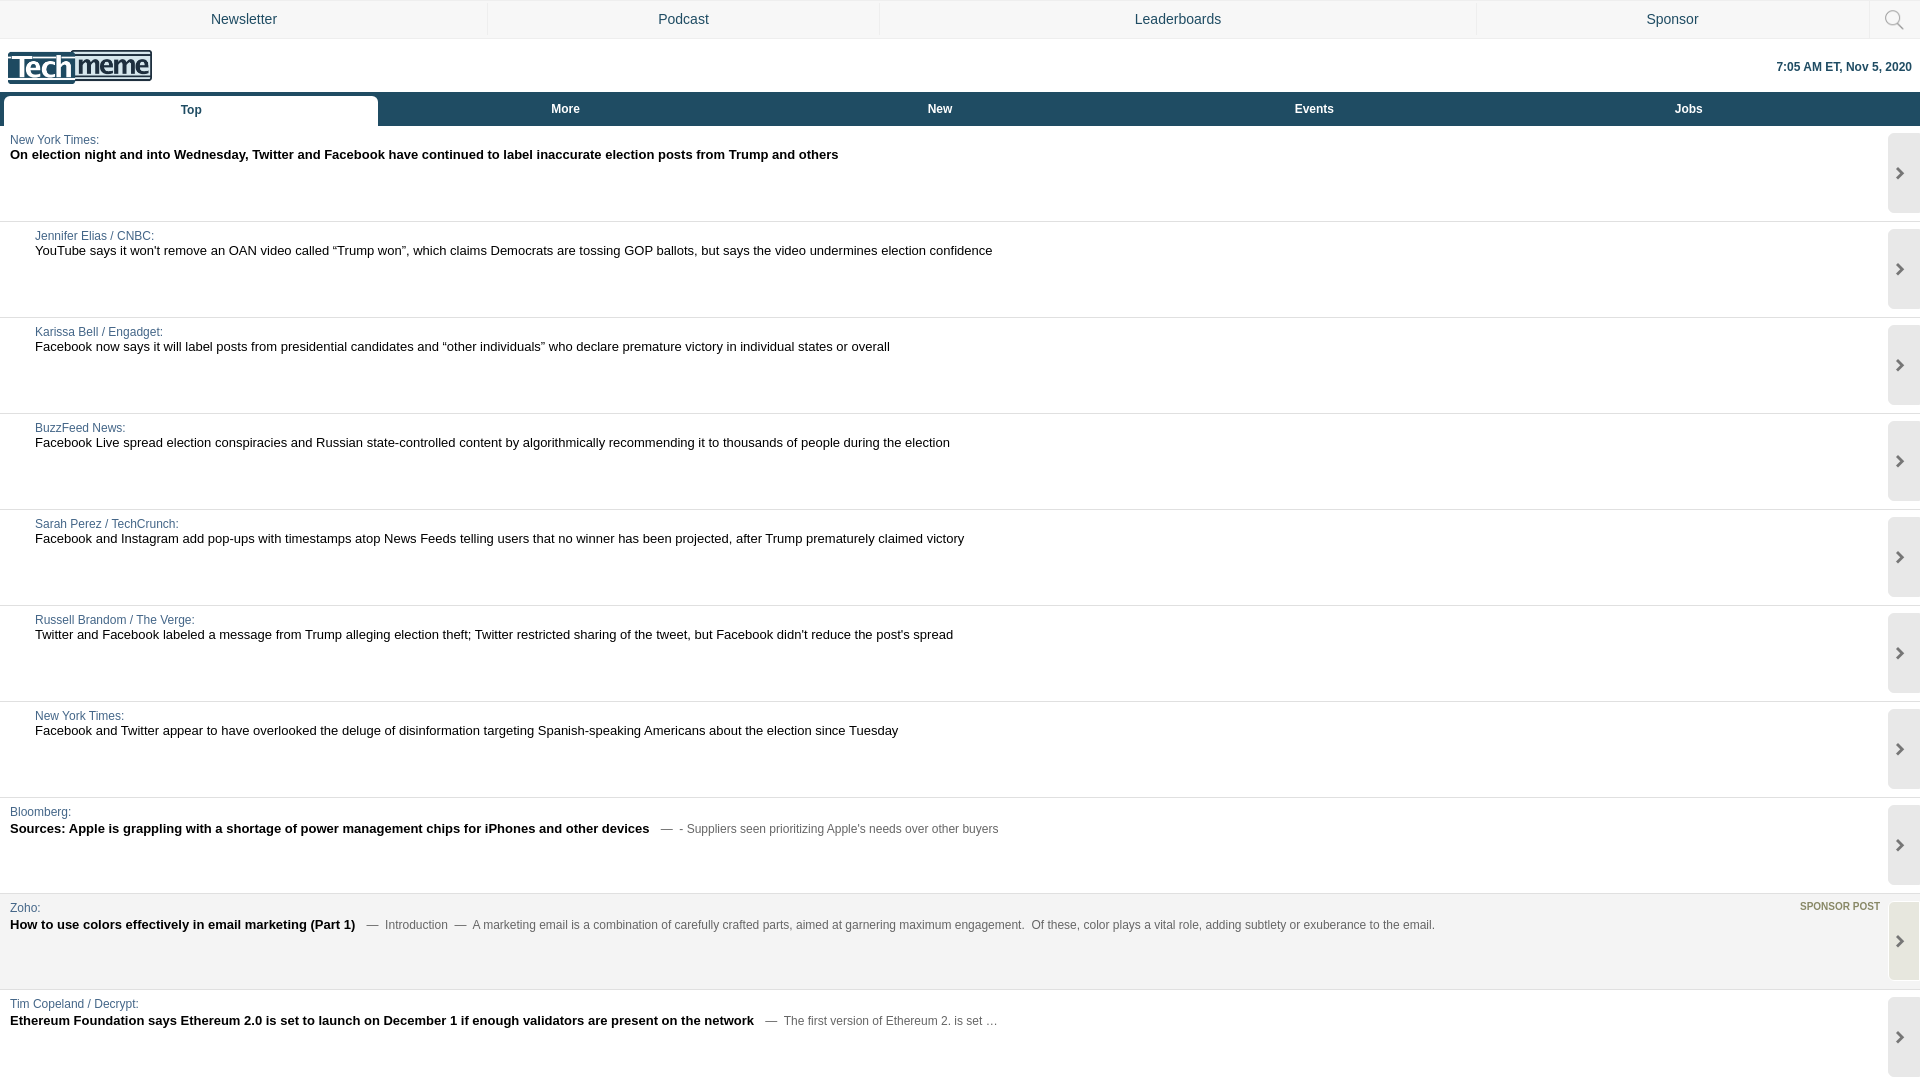 Newsletter
Podcast
Leaderboards
Sponsor
Techmeme
7:05 AM ET, Nov 5, 2020
Top
More
New
Events
Jobs
New York Times:
On election night and into Wednesday, Twitter and Facebook have continued to label inaccurate election posts from Trump and others
Jennifer Elias / CNBC:
YouTube says it won't remove an OAN video called “Trump won”, which claims Democrats are tossing GOP ballots, but says the video undermines election confidence
Karissa Bell / Engadget:
Facebook now says it will label posts from presidential candidates and “other individuals” who declare premature victory in individual states or overall
BuzzFeed News:
Facebook Live spread election conspiracies and Russian state-controlled content by algorithmically recommending it to thousands of people during the election
Sarah Perez / TechCrunch:
Facebook and Instagram add pop-ups with timestamps atop News Feeds telling users that no winner has been projected, after Trump prematurely claimed victory
Russell Brandom / The Verge:
Twitter and Facebook labeled a message from Trump alleging election theft; Twitter restricted sharing of the tweet, but Facebook didn't reduce the post's spread
New York Times:
Facebook and Twitter appear to have overlooked the deluge of disinformation targeting Spanish-speaking Americans about the election since Tuesday
Bloomberg:
Sources: Apple is grappling with a shortage of power management chips for iPhones and other devices — - Suppliers seen prioritizing Apple's needs over other buyers
Zoho:
SPONSOR POST
How to use colors effectively in email marketing (Part 1) — Introduction — A marketing email is a combination of carefully crafted parts, aimed at garnering maximum engagement. Of these, color plays a vital role, adding subtlety or exuberance to the email.
Tim Copeland / Decrypt:
Ethereum Foundation says Ethereum 2.0 is set to launch on December 1 if enough validators are present on the network — The first version of Ethereum 2. is set …